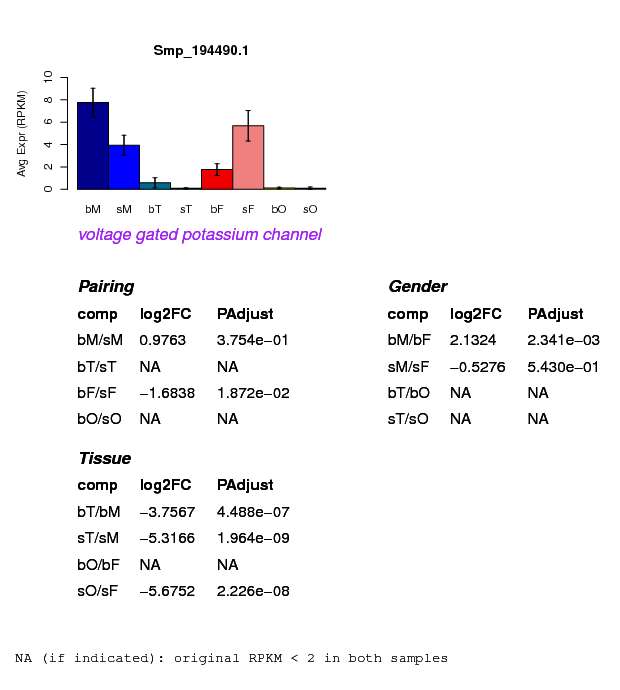 Smp_194490.1
Avg Expr (RPKM)
0 2 4 6 8 10
bM sM bT sT bF sF bO sO
voltage gated potassium channel
Pairing
comp log2FC PAdjust
bM/sM 0.9763 3.754e−01
bT/sT NA NA
bF/sF −1.6838 1.872e−02
bO/sO NA NA
Gender
comp log2FC PAdjust
bM/bF 2.1324 2.341e−03
sM/sF −0.5276 5.430e−01
bT/bO NA NA
sT/sO NA NA
Tissue
comp log2FC PAdjust
bT/bM −3.7567 4.488e−07
sT/sM −5.3166 1.964e−09
bO/bF NA NA
sO/sF −5.6752 2.226e−08
NA (if indicated): original RPKM < 2 in both samples